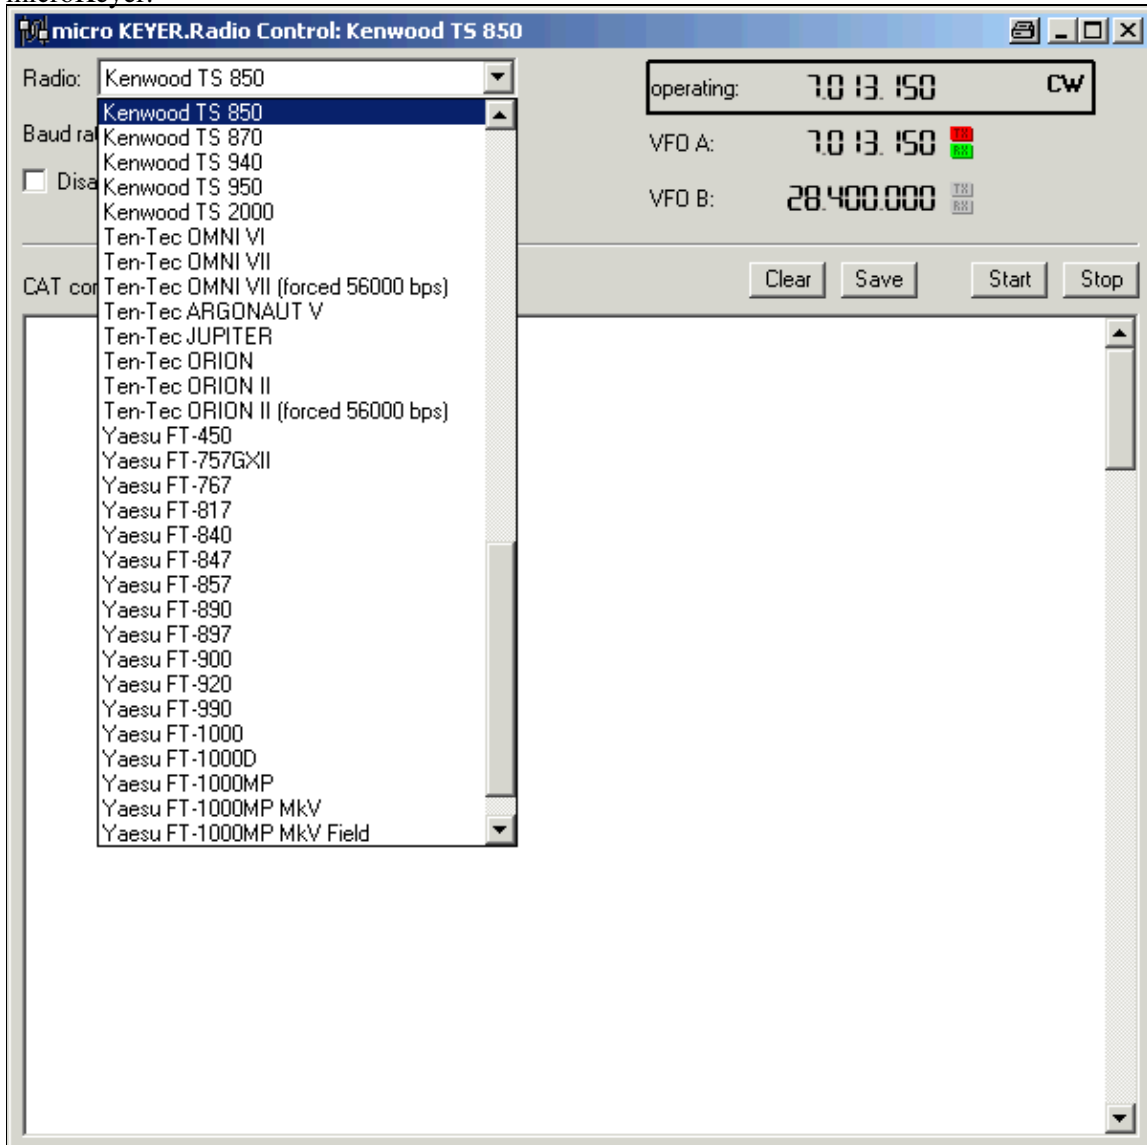 microKeyer.
micro KEYER.Radio Control: Kenwood TS 850
Radio: Kenwood TS 850
operating: 7.013.150 CW
Baud rat
VFO A: 7.013.150 TX RX
Disa
VFO B: 28.400.000 TX RX
CAT con
Clear Save Start Stop
Kenwood TS 850
Kenwood TS 870
Kenwood TS 940
Kenwood TS 950
Kenwood TS 2000
Ten-Tec OMNI VI
Ten-Tec OMNI VII
Ten-Tec OMNI VII (forced 56000 bps)
Ten-Tec ARGONAUT V
Ten-Tec JUPITER
Ten-Tec ORION
Ten-Tec ORION II
Ten-Tec ORION II (forced 56000 bps)
Yaesu FT-450
Yaesu FT-757GXII
Yaesu FT-767
Yaesu FT-817
Yaesu FT-840
Yaesu FT-847
Yaesu FT-857
Yaesu FT-890
Yaesu FT-897
Yaesu FT-900
Yaesu FT-920
Yaesu FT-990
Yaesu FT-1000
Yaesu FT-1000D
Yaesu FT-1000MP
Yaesu FT-1000MP MkV
Yaesu FT-1000MP MkV Field